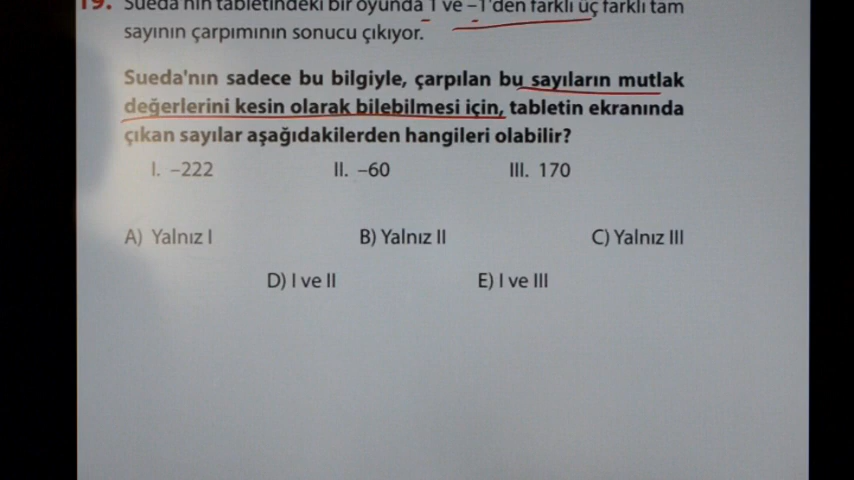 19. Sueda'nın tabletindeki bir oyunda 1 ve –1'den farklı üç farklı tam
sayının çarpımının sonucu çıkıyor.
Sueda'nın sadece bu bilgiyle, çarpılan bu sayıların mutlak
değerlerini kesin olarak bilebilmesi için, tabletin ekranında
çıkan sayılar aşağıdakilerden hangileri olabilir?
I. –222 II. –60 III. 170
A) Yalnız I B) Yalnız II C) Yalnız III
D) I ve II E) I ve III